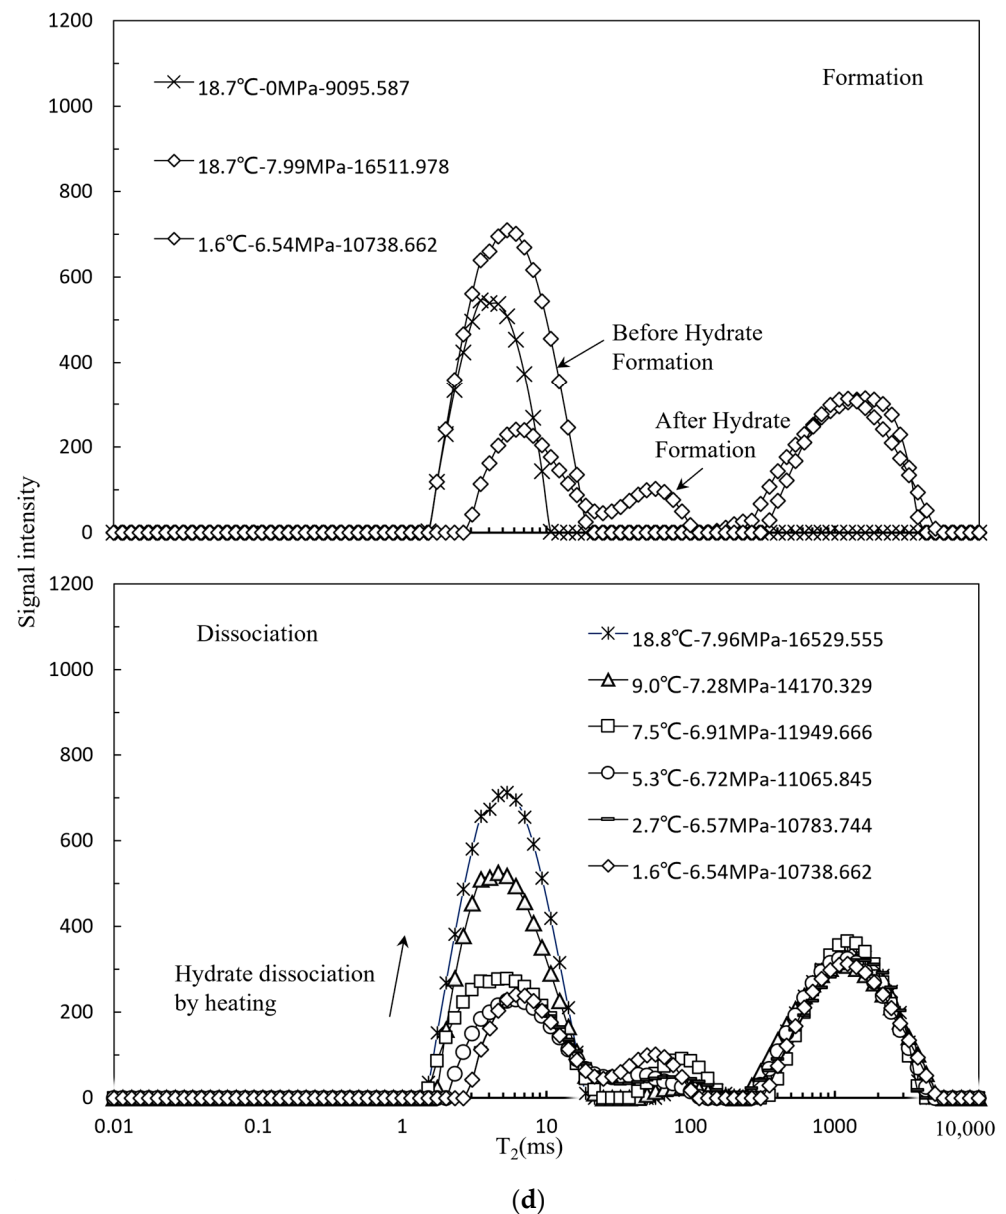 1200
1000
800
600
400
200
0
Formation
18.7℃-0MPa-9095.587
18.7℃-7.99MPa-16511.978
1.6℃-6.54MPa-10738.662
Before Hydrate
Formation
After Hydrate
Formation
Signal intensity
1200
1000
800
600
400
200
0
Dissociation
18.8℃-7.96MPa-16529.555
9.0℃-7.28MPa-14170.329
7.5℃-6.91MPa-11949.666
5.3℃-6.72MPa-11065.845
2.7℃-6.57MPa-10783.744
1.6℃-6.54MPa-10738.662
Hydrate dissociation
by heating
0.01 0.1 1 10 100 1000 10,000
T2(ms)
(d)